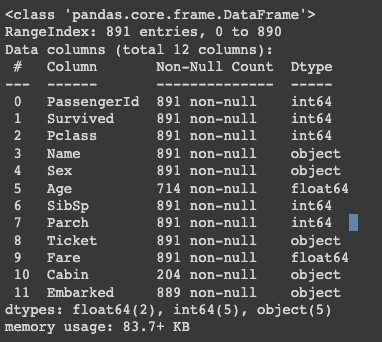 <class 'pandas.core.frame.DataFrame'>
RangeIndex: 891 entries, 0 to 890
Data columns (total 12 columns):
 #   Column       Non-Null Count  Dtype
---  ------       --------------  -----
 0   PassengerId  891 non-null    int64
 1   Survived     891 non-null    int64
 2   Pclass       891 non-null    int64
 3   Name         891 non-null    object
 4   Sex          891 non-null    object
 5   Age          714 non-null    float64
 6   SibSp        891 non-null    int64
 7   Parch        891 non-null    int64
 8   Ticket       891 non-null    object
 9   Fare         891 non-null    float64
 10  Cabin        204 non-null    object
 11  Embarked     889 non-null    object
dtypes: float64(2), int64(5), object(5)
memory usage: 83.7+ KB